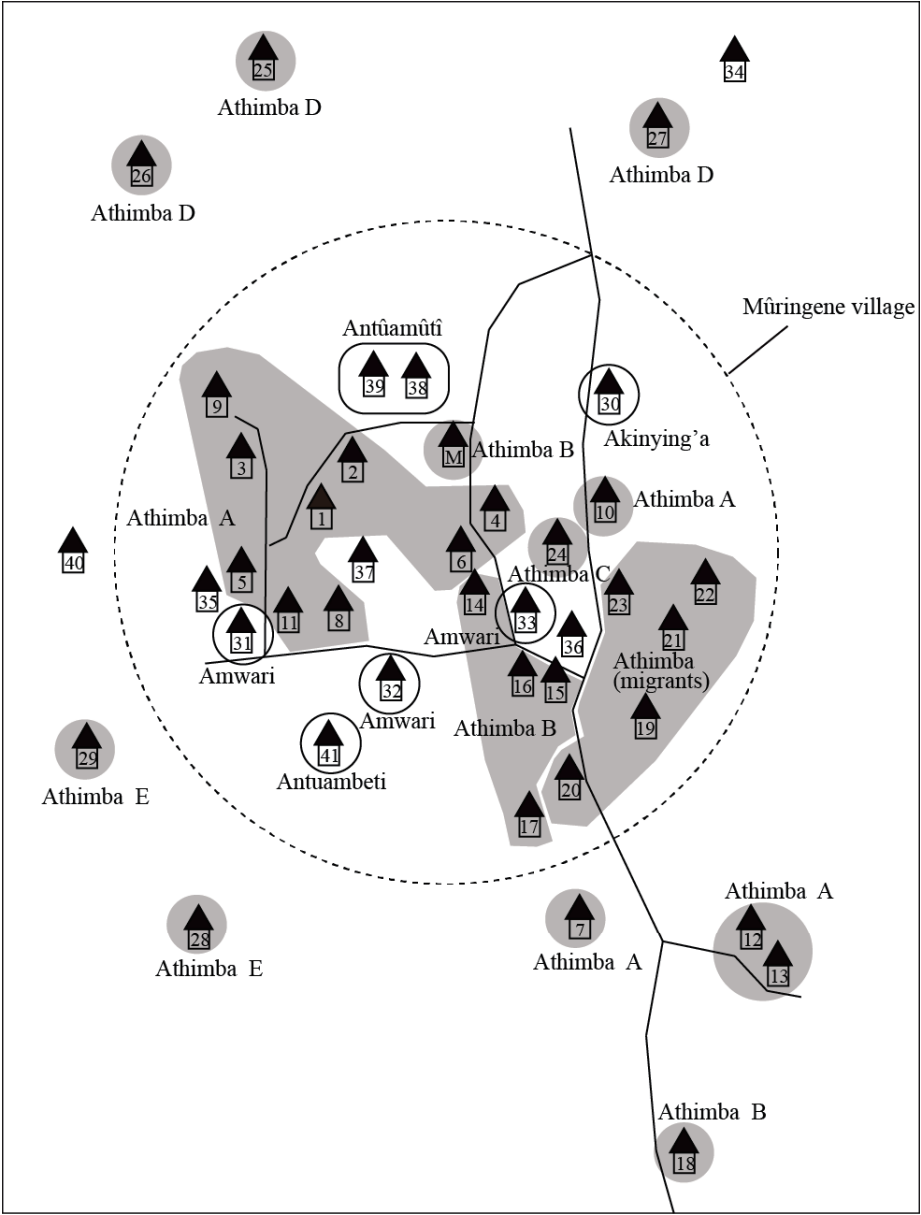 25
34
Athimba D
27
26
Athimba D
Athimba D
Mûringene village
Antûamûtî
39
38
9
30
Akinying’a
M
Athimba B
3
2
Athimba A
10
1
4
Athimba A
24
6
40
37
Athimba C
5
35
14
23
22
11
8
33
21
31
Amwari
36
Athimba
(migrants)
Amwari
16
15
32
Amwari
19
Athimba B
29
41
Antuambeti
20
Athimba E
17
Athimba A
7
12
28
Athimba A
13
Athimba E
Athimba B
18